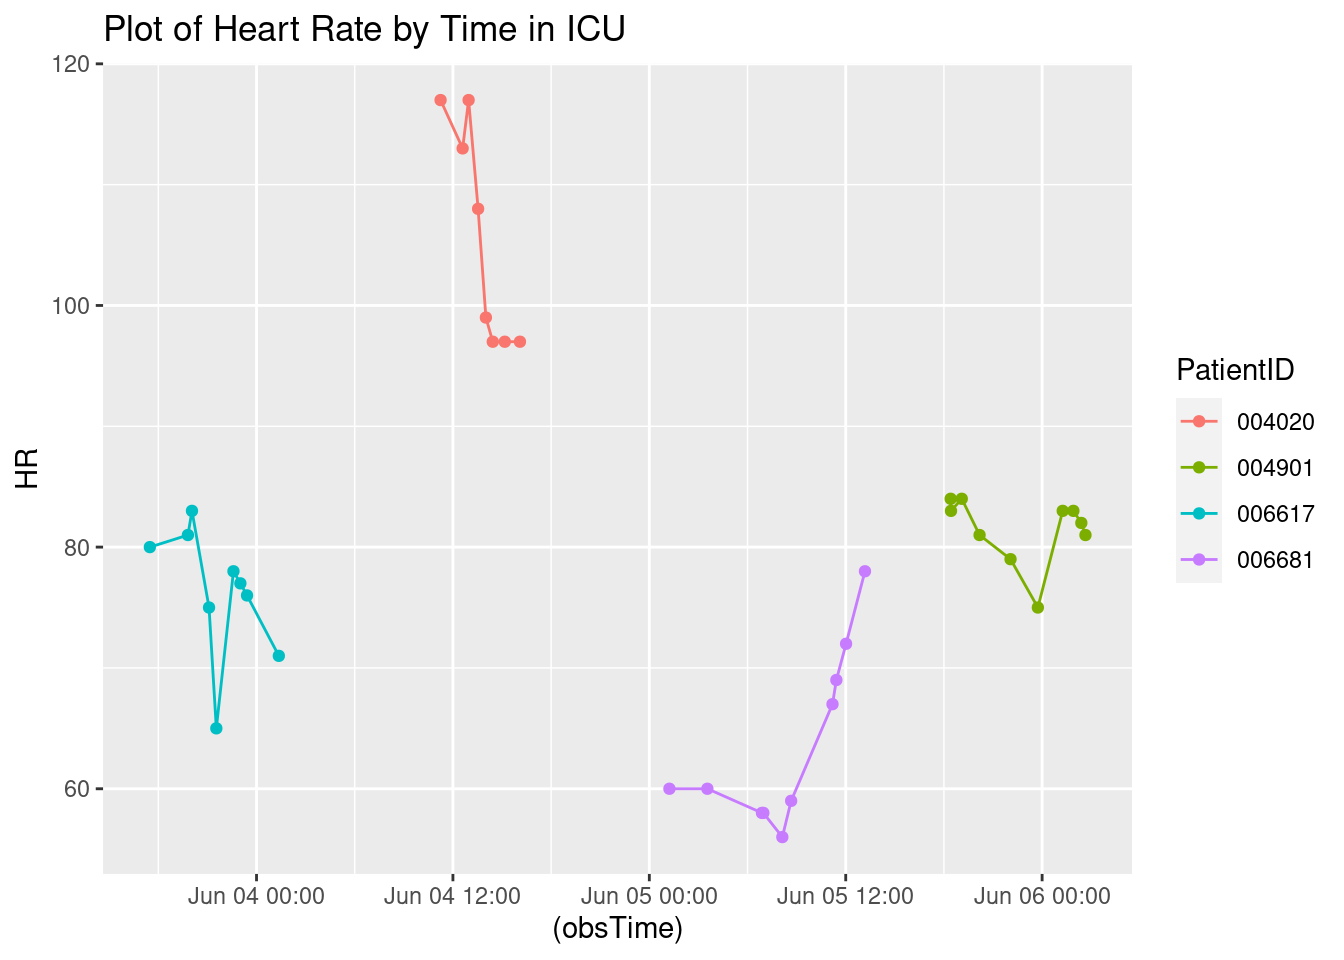 Plot of Heart Rate by Time in ICU
120
100
80
60
HR
Jun 04 00:00
Jun 04 12:00
Jun 05 00:00
Jun 05 12:00
Jun 06 00:00
(obsTime)
PatientID
004020
004901
006617
006681